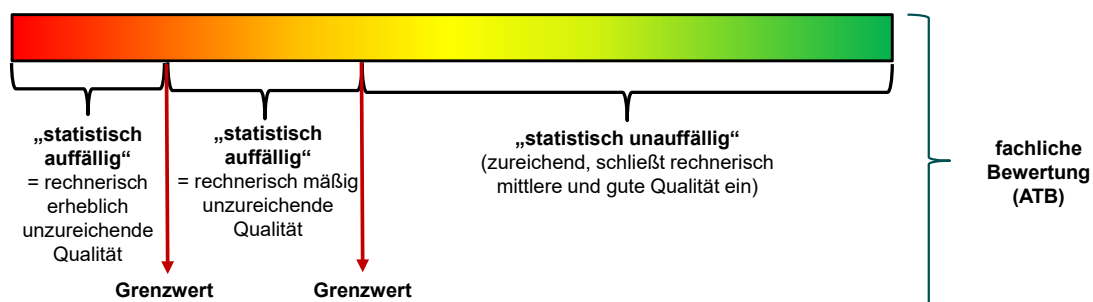 „statistisch
auffällig“
= rechnerisch
erheblich
unzureichende
Qualität
„statistisch
auffällig“
= rechnerisch mäßig
unzureichende
Qualität
„statistisch unauffällig“
(zureichend, schließt rechnerisch
mittlere und gute Qualität ein)
fachliche
Bewertung
(ATB)
Grenzwert
Grenzwert